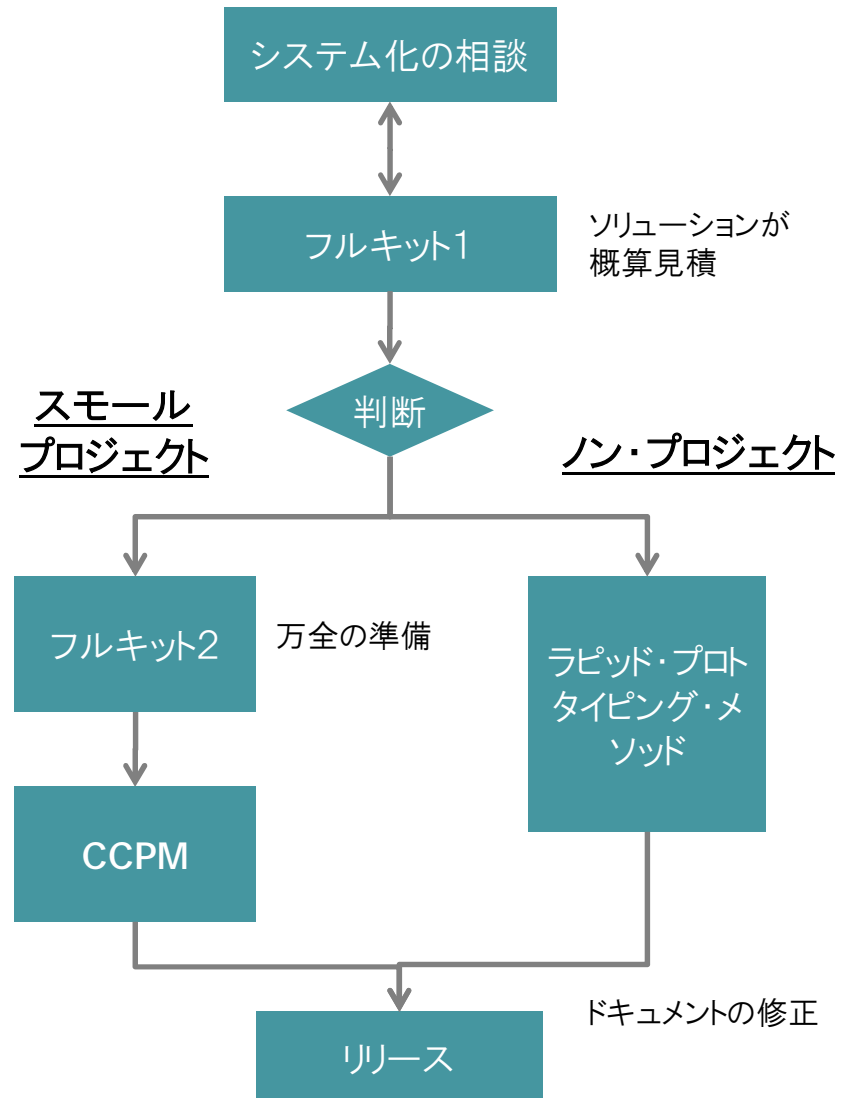 システム化の相談
フルキット1
ソリューションが
概算見積
判断
スモール
プロジェクト
ノン・プロジェクト
フルキット2
万全の準備
ラピッド・プロト
タイピング・メ
ソッド
CCPM
ドキュメントの修正
リリース